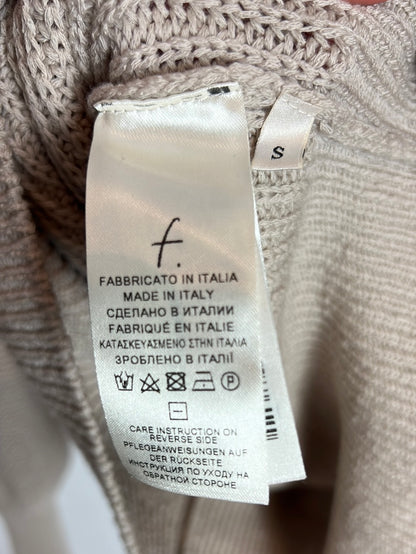 S
f.
FABBRICATO IN ITALIA
MADE IN ITALY
СДЕЛАНО В ИТАЛИИ
FABRIQUÉ EN ITALIE
ΚΑΤΑΣΚΕΥΑΣΜΕΝΟ ΣΤΗΝ ΙΤΑΛΙΑ
ЗРОБЛЕНО В ІТАЛІЇ
P
CARE INSTRUCTION ON
REVERSE SIDE
PFLEGEANWEISUNGEN AUF
DER RÜCKSEITE
ИНСТРУКЦИЯ ПО УХОДУ НА
ОБРАТНОЙ СТОРОНЕ